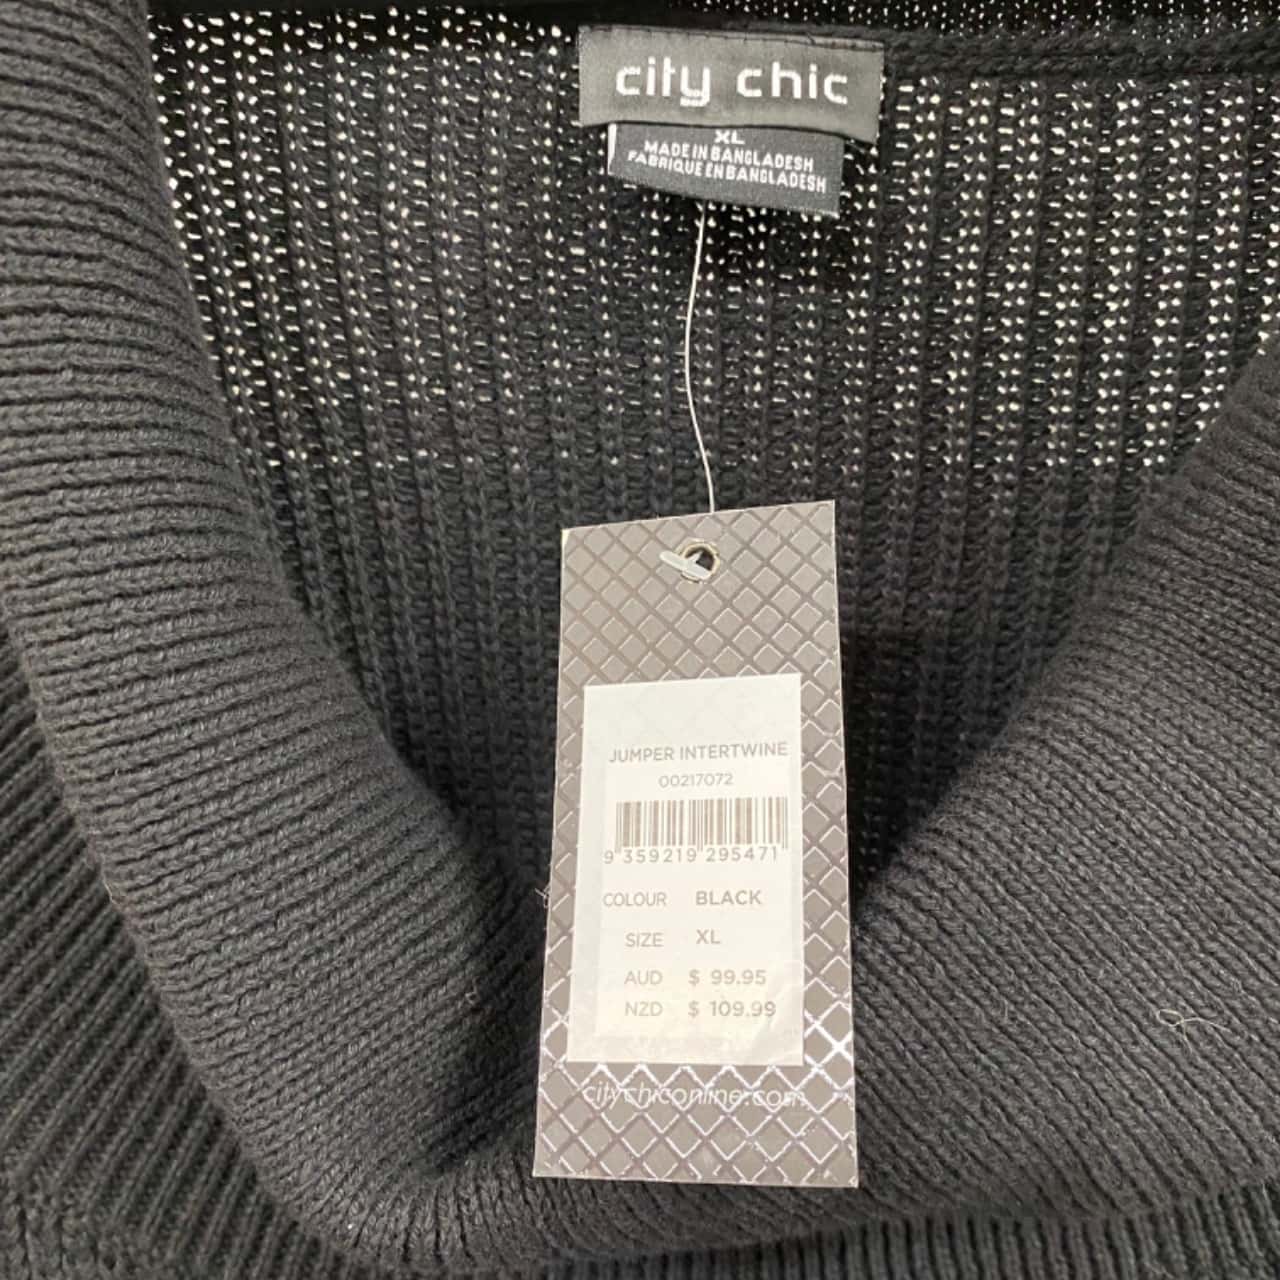 city chic
XL
MADE IN BANGLADESH
FABRIQUE EN BANGLADESH
JUMPER INTERTWINE
00217072
9 359219 295471
COLOUR BLACK
SIZE XL
AUD $ 99.95
NZD $ 109.99
citychiconline.com